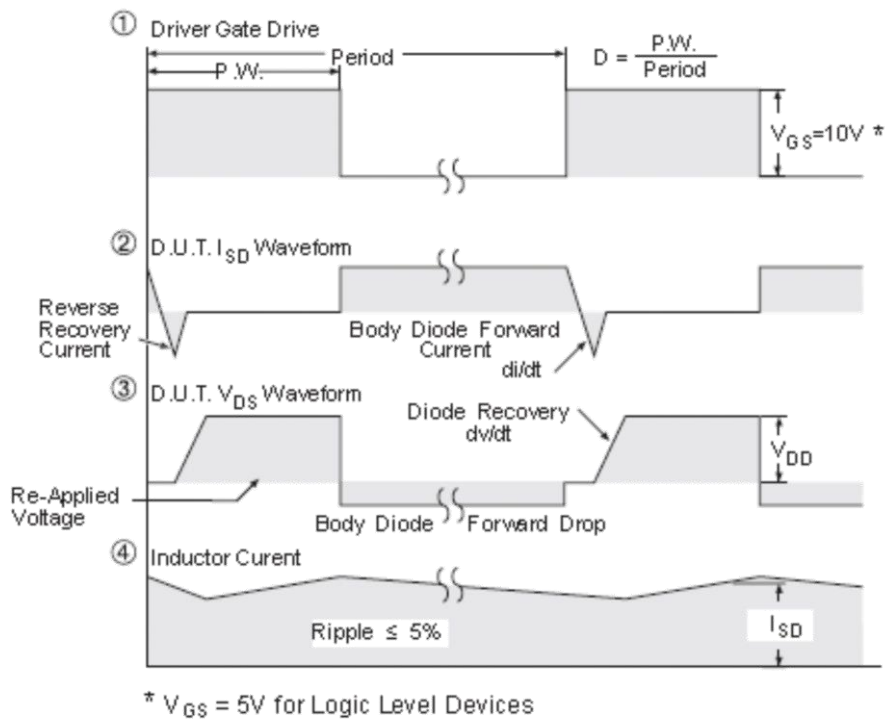 ① Driver Gate Drive
Period
P.W.
D = P.W. / Period
V_GS=10V *
② D.U.T. I_SD Waveform
Reverse
Recovery
Current
Body Diode Forward
Current
di/dt
③ D.U.T. V_DS Waveform
Diode Recovery
dv/dt
V_DD
Re-Applied
Voltage
Body Diode Forward Drop
④ Inductor Curent
Ripple ≤ 5%
I_SD
* V_GS = 5V for Logic Level Devices